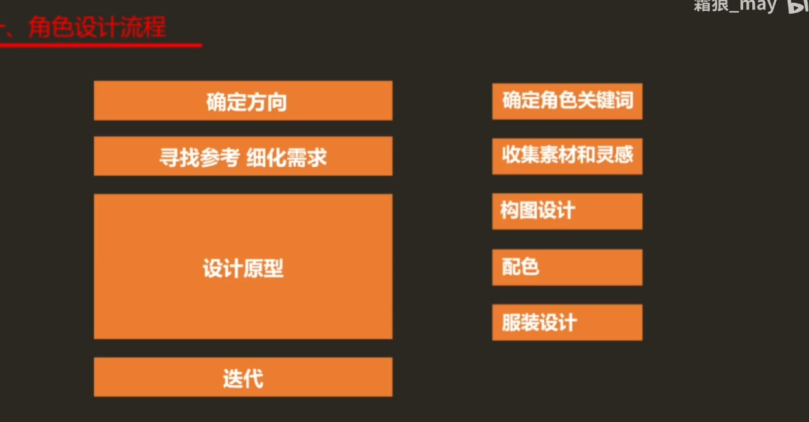 霜狼_may
一、角色设计流程
确定方向
寻找参考 细化需求
设计原型
迭代
确定角色关键词
收集素材和灵感
构图设计
配色
服装设计